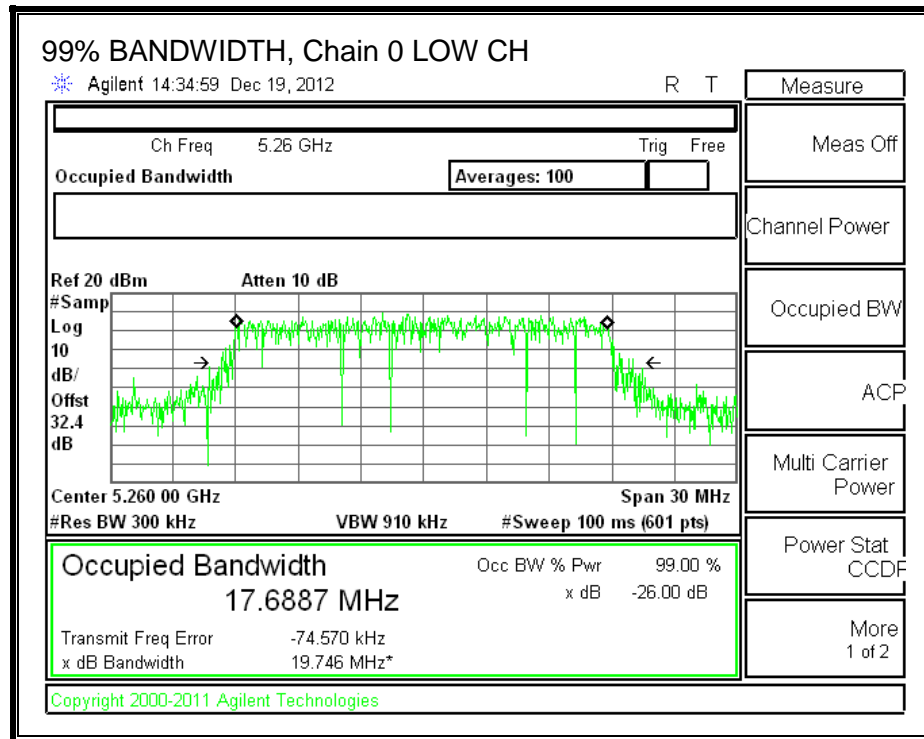 99% BANDWIDTH, Chain 0 LOW CH
Agilent 14:34:59 Dec 19, 2012 R T
Measure
Meas Off
Channel Power
Occupied BW
ACP
Multi Carrier
Power
Power Stat
CCDF
More
1 of 2
Ch Freq 5.26 GHz Trig Free
Occupied Bandwidth Averages: 100
Ref 20 dBm Atten 10 dB
#Samp
Log
10
dB/
Offst
32.4
dB
Center 5.260 00 GHz Span 30 MHz
#Res BW 300 kHz VBW 910 kHz #Sweep 100 ms (601 pts)
Occupied Bandwidth Occ BW % Pwr 99.00 %
17.6887 MHz x dB -26.00 dB
Transmit Freq Error -74.570 kHz
x dB Bandwidth 19.746 MHz*
Copyright 2000-2011 Agilent Technologies